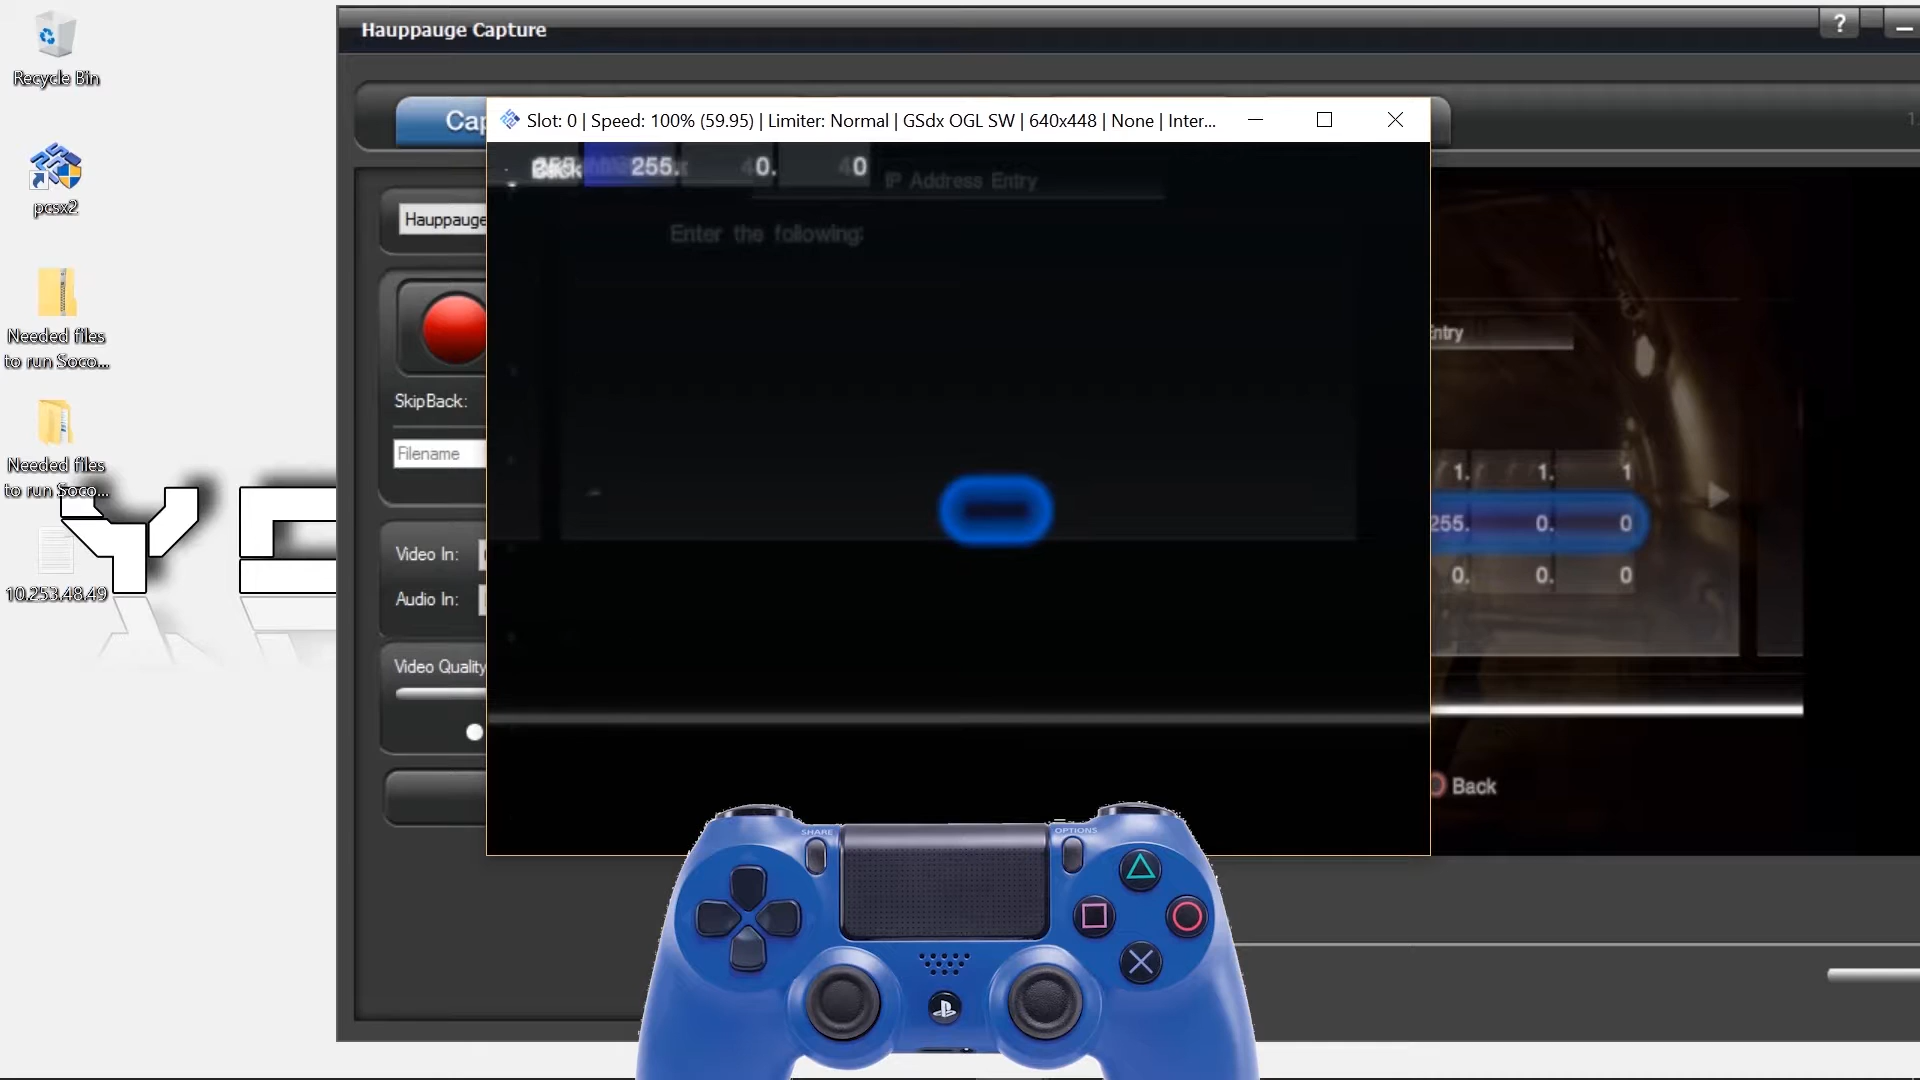 Hauppauge Capture
?
Recycle Bin
Cap
Slot: 0 | Speed: 100% (59.95) | Limiter: Normal | GSdx OGL SW | 640x448 | None | Inter...
255. 0. 0
IP Address Entry
pcsx2
Hauppauge
Enter the following:
Needed files
to run Soco...
Entry
SkipBack:
Filename
Needed files
to run Soco...
1. 1. 1
255. 0. 0
0. 0. 0
Video In:
Audio In:
10.253.48.49
Video Quality
Back
SHARE
OPTIONS